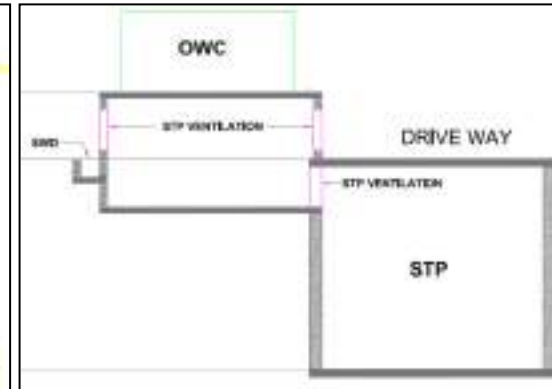 OWC
STP VENTILATION
SWD
DRIVE WAY
STP VENTILATION
STP